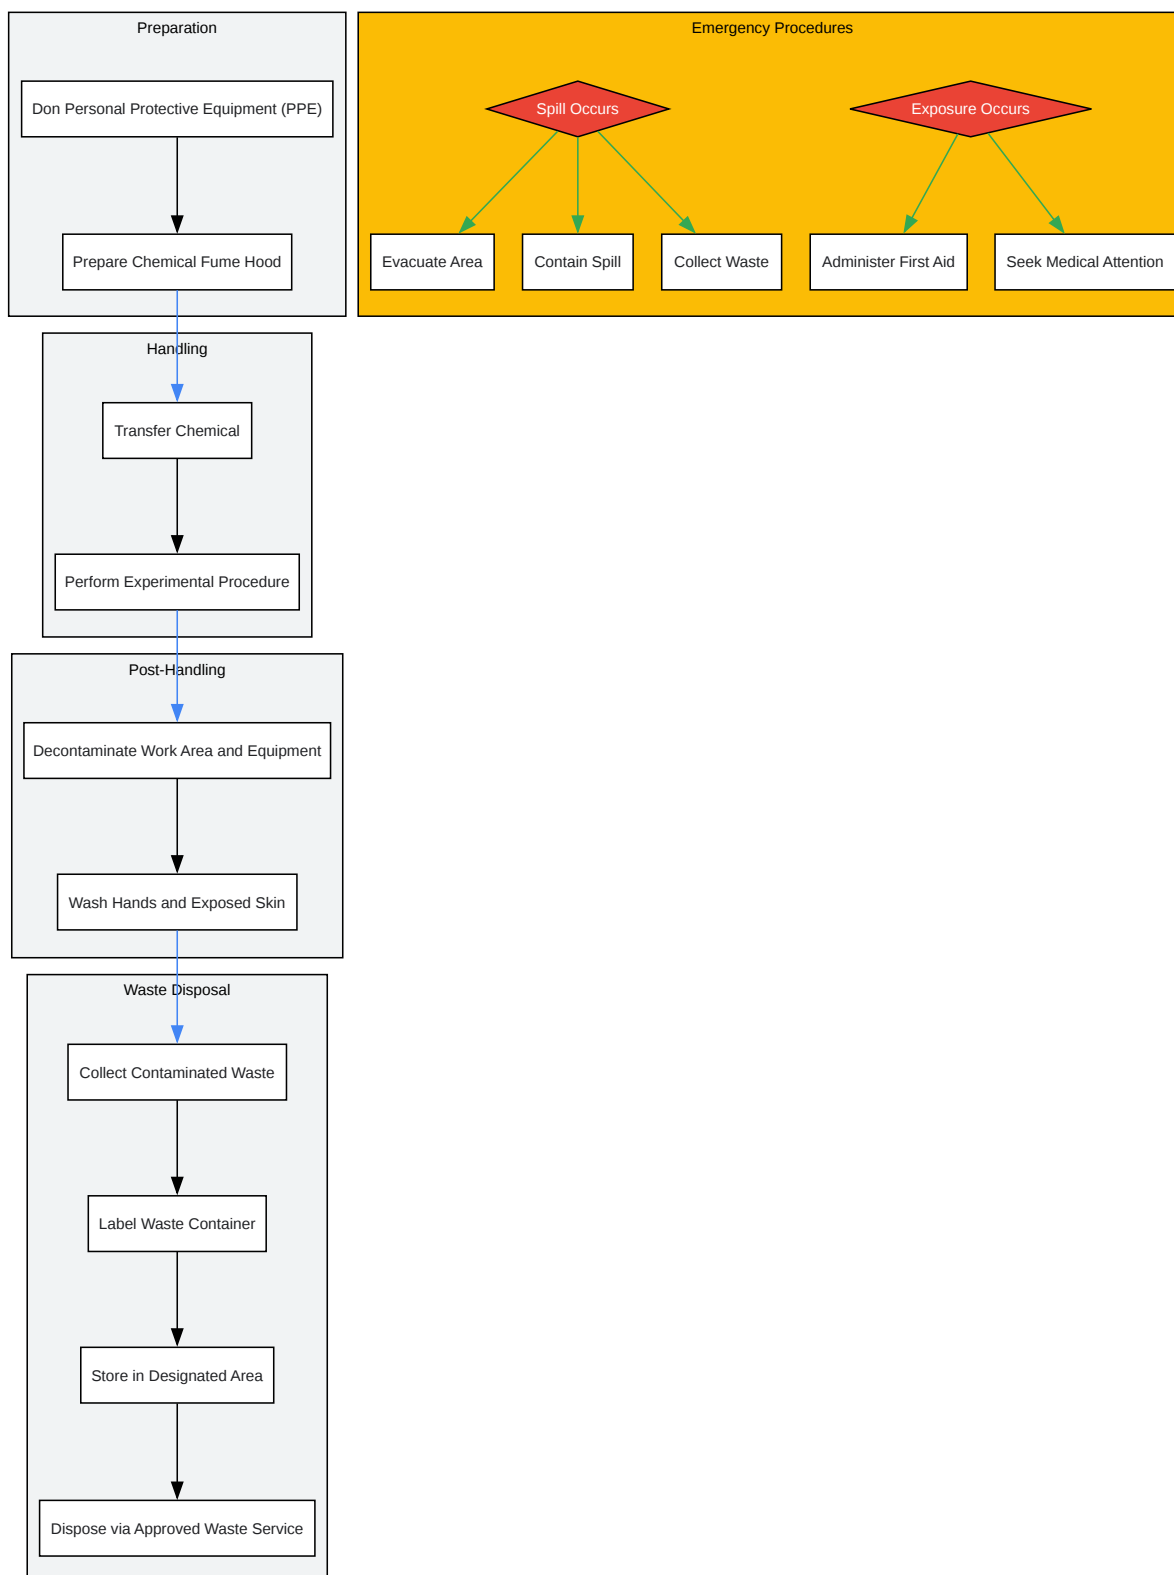 Preparation
Don Personal Protective Equipment (PPE)
Prepare Chemical Fume Hood
Emergency Procedures
Spill Occurs
Exposure Occurs
Evacuate Area
Contain Spill
Collect Waste
Administer First Aid
Seek Medical Attention
Handling
Transfer Chemical
Perform Experimental Procedure
Post-Handling
Decontaminate Work Area and Equipment
Wash Hands and Exposed Skin
Waste Disposal
Collect Contaminated Waste
Label Waste Container
Store in Designated Area
Dispose via Approved Waste Service